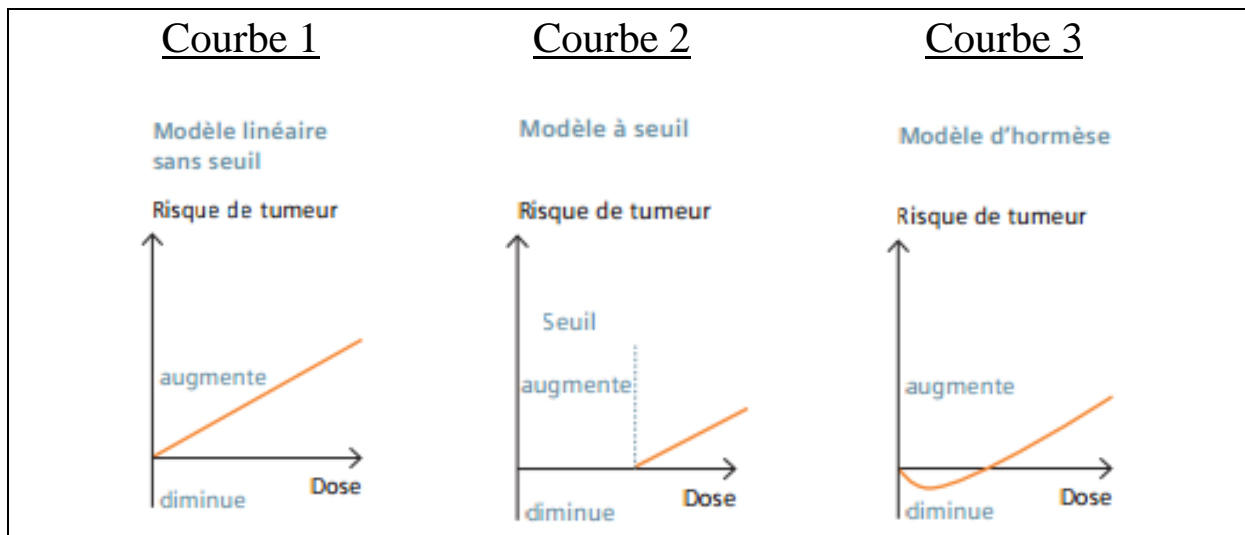 Courbe 1
Modèle linéaire
sans seuil
Risque de tumeur
augmente
Dose
diminue
Courbe 2
Modèle à seuil
Risque de tumeur
Seuil
augmente
Dose
diminue
Courbe 3
Modèle d'hormèse
Risque de tumeur
augmente
Dose
diminue